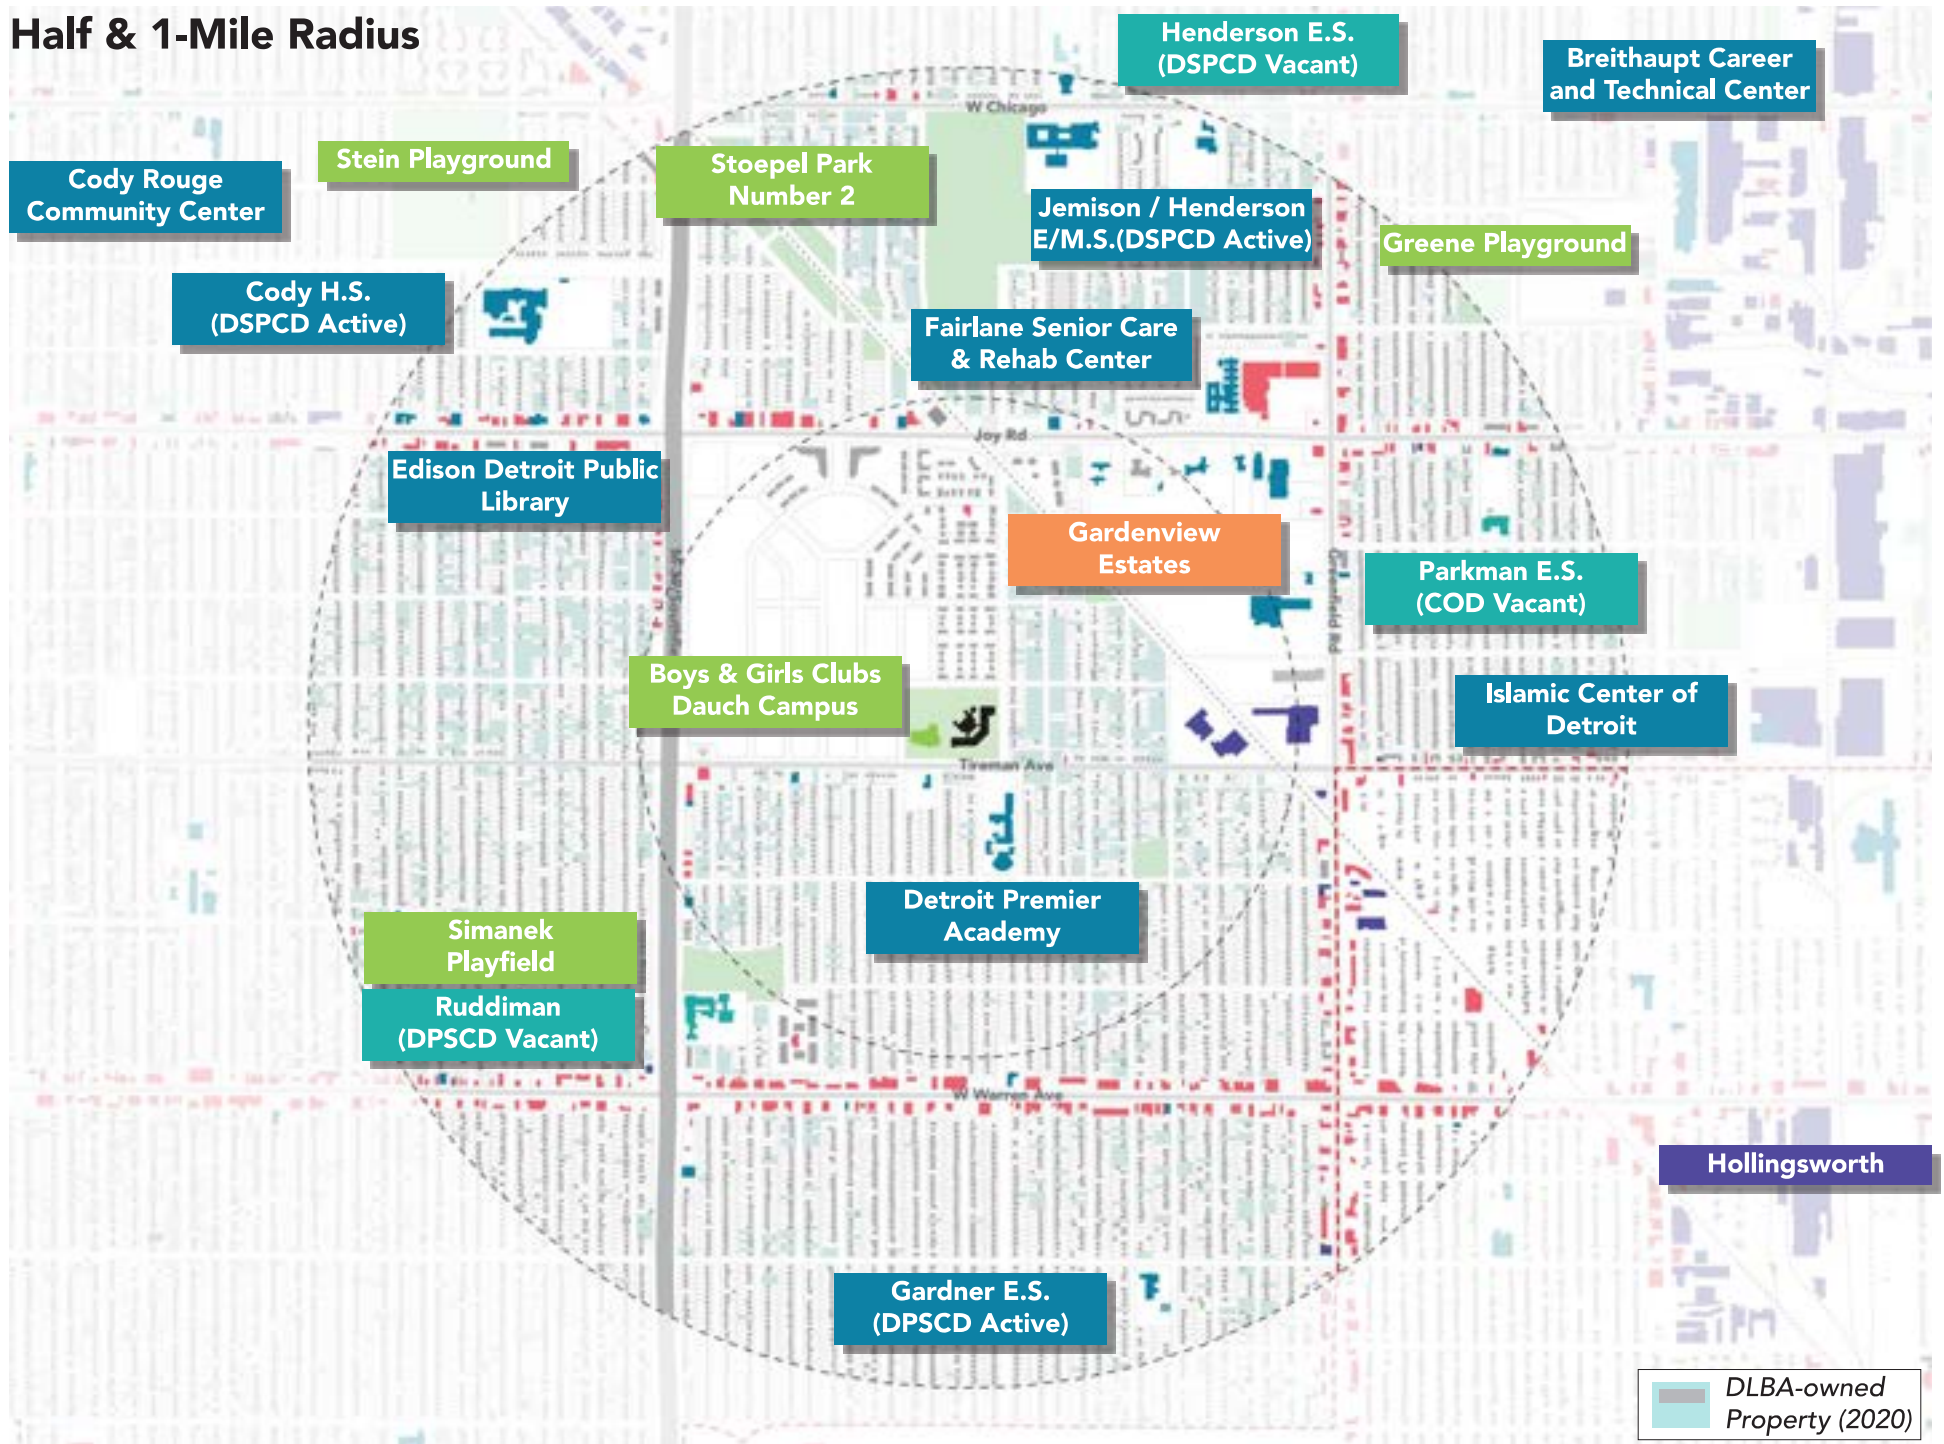 Half & 1-Mile Radius
Henderson E.S.
(DSPCD Vacant)
Breithaupt Career
and Technical Center
W Chicago
Stein Playground
Stoepel Park
Number 2
Cody Rouge
Community Center
Jemison / Henderson
E/M.S.(DSPCD Active)
Greene Playground
Cody H.S.
(DSPCD Active)
Fairlane Senior Care
& Rehab Center
Joy Rd
Edison Detroit Public
Library
Gardenview
Estates
Greenfield Rd
Parkman E.S.
(COD Vacant)
Boys & Girls Clubs
Dauch Campus
Islamic Center of
Detroit
Tireman Ave
Detroit Premier
Academy
Simanek
Playfield
Ruddiman
(DPSCD Vacant)
W Warren Ave
Hollingsworth
Gardner E.S.
(DPSCD Active)
DLBA-owned
Property (2020)